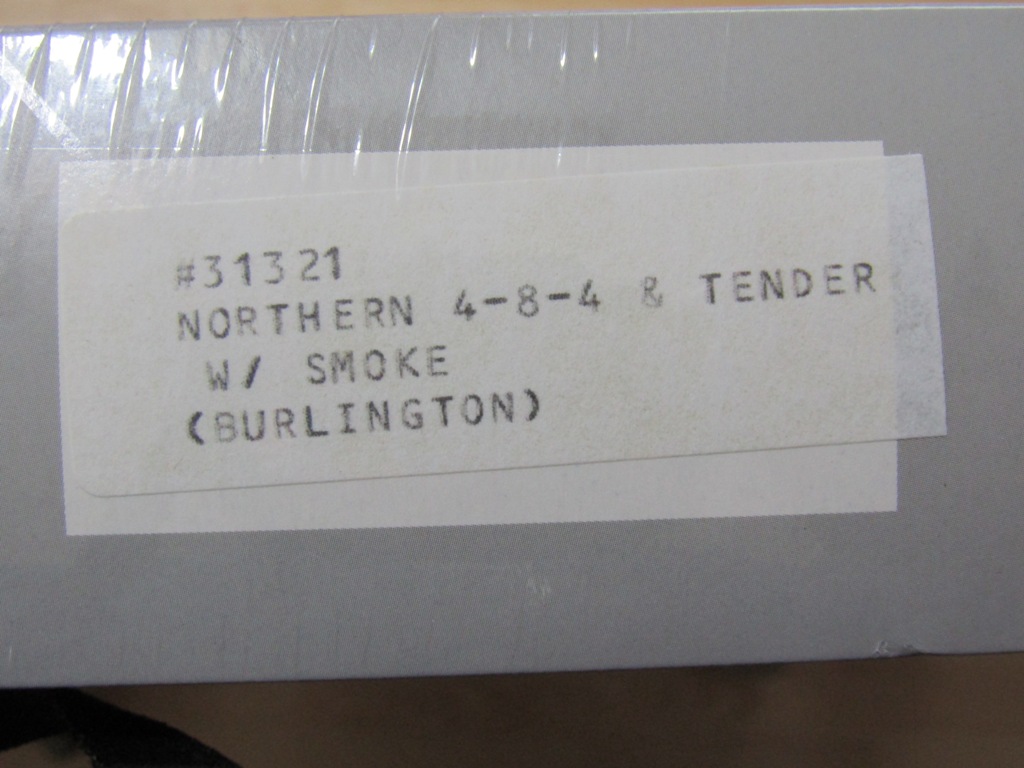 #31321
NORTHERN 4-8-4 & TENDER
W/ SMOKE
(BURLINGTON)